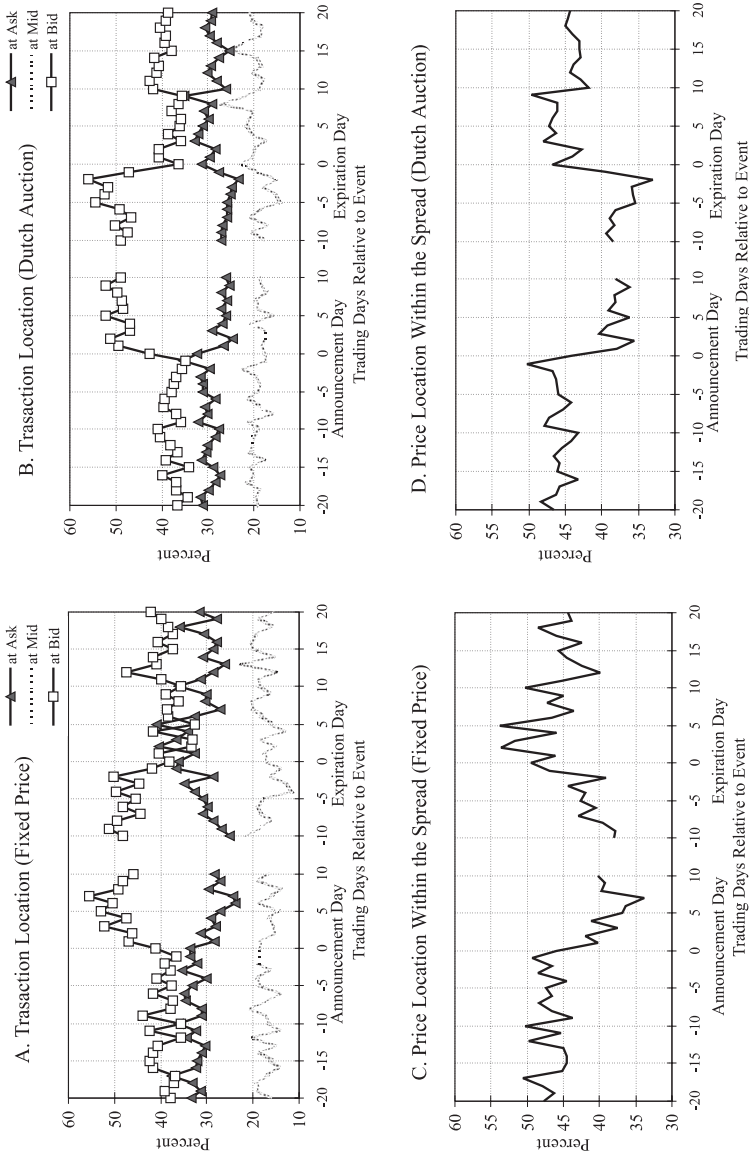 A. Trasaction Location (Fixed Price)
at Ask
at Mid
at Bid
60
50
40
30
20
10
Percent
-20 -15 -10 -5 0 5 10 -10 -5 0 5 10 15 20
Announcement Day Expiration Day
Trading Days Relative to Event
B. Trasaction Location (Dutch Auction)
at Ask
at Mid
at Bid
60
50
40
30
20
10
Percent
-20 -15 -10 -5 0 5 10 -10 -5 0 5 10 15 20
Announcement Day Expiration Day
Trading Days Relative to Event
C. Price Location Within the Spread (Fixed Price)
60
55
50
45
40
35
30
Percent
-20 -15 -10 -5 0 5 10 -10 -5 0 5 10 15 20
Announcement Day Expiration Day
Trading Days Relative to Event
D. Price Location Within the Spread (Dutch Auction)
60
55
50
45
40
35
30
Percent
-20 -15 -10 -5 0 5 10 -10 -5 0 5 10 15 20
Announcement Day Expiration Day
Trading Days Relative to Event